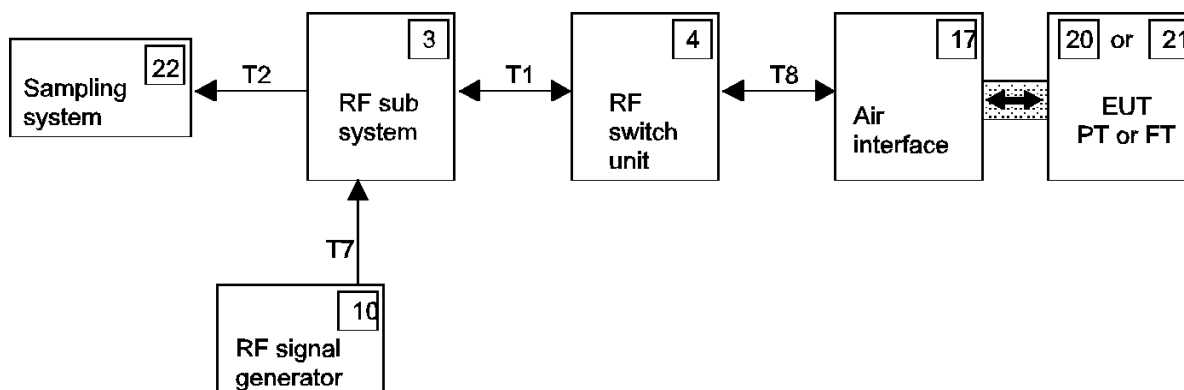 22
Sampling
system
T2
3
RF sub
system
T1
4
RF
switch
unit
T8
17
Air
interface
20 or 21
EUT
PT or FT
T7
10
RF signal
generator